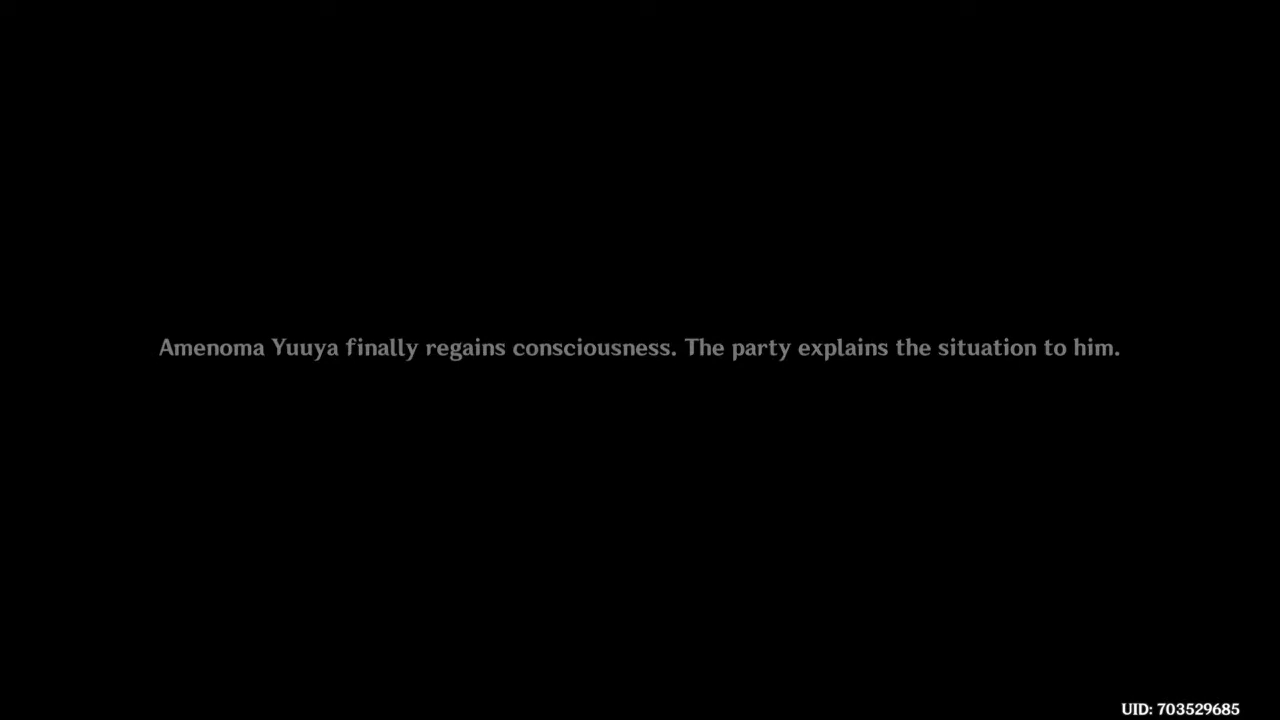 Amenoma Yuuya finally regains consciousness. The party explains the situation to him.
UID: 703529685